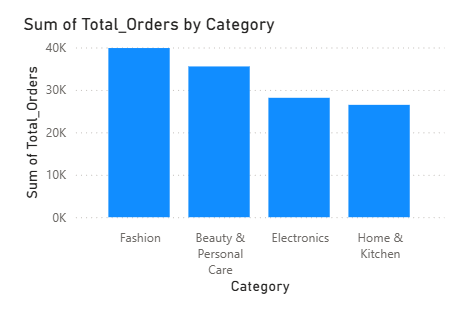 Sum of Total_Orders by Category
Sum of Total_Orders
40K
30K
20K
10K
0K
Fashion
Beauty &
Personal
Care
Electronics
Home &
Kitchen
Category